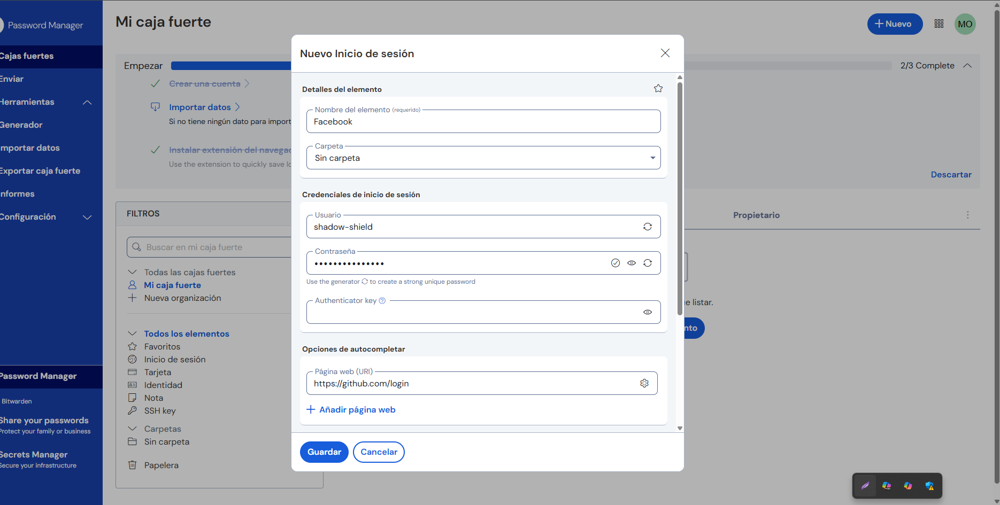 Password Manager
Cajas fuertes
Enviar
Herramientas
Generador
Importar datos
Exportar caja fuerte
Informes
Configuración
Password Manager
Bitwarden
Share your passwords
Protect your family or business
Secrets Manager
Secure your infrastructure
Mi caja fuerte
Nuevo
MO
Empezar
2/3 Complete
Crear una cuenta
Importar datos
Si no tiene ningún dato para import
Instalar extensión del navegad
Use the extension to quickly save lo
Descartar
FILTROS
Buscar en mi caja fuerte
Todas las cajas fuertes
Mi caja fuerte
Nueva organización
Todos los elementos
Favoritos
Inicio de sesión
Tarjeta
Identidad
Nota
SSH key
Carpetas
Sin carpeta
Papelera
Propietario
ue listar.
nto
Nuevo Inicio de sesión
Detalles del elemento
Nombre del elemento (requerido)
Facebook
Carpeta
Sin carpeta
Credenciales de inicio de sesión
Usuario
shadow-shield
Contraseña
•••••••••••••••
Use the generator to create a strong unique password
Authenticator key
Opciones de autocompletar
Página web (URI)
https://github.com/login
Añadir página web
Guardar
Cancelar